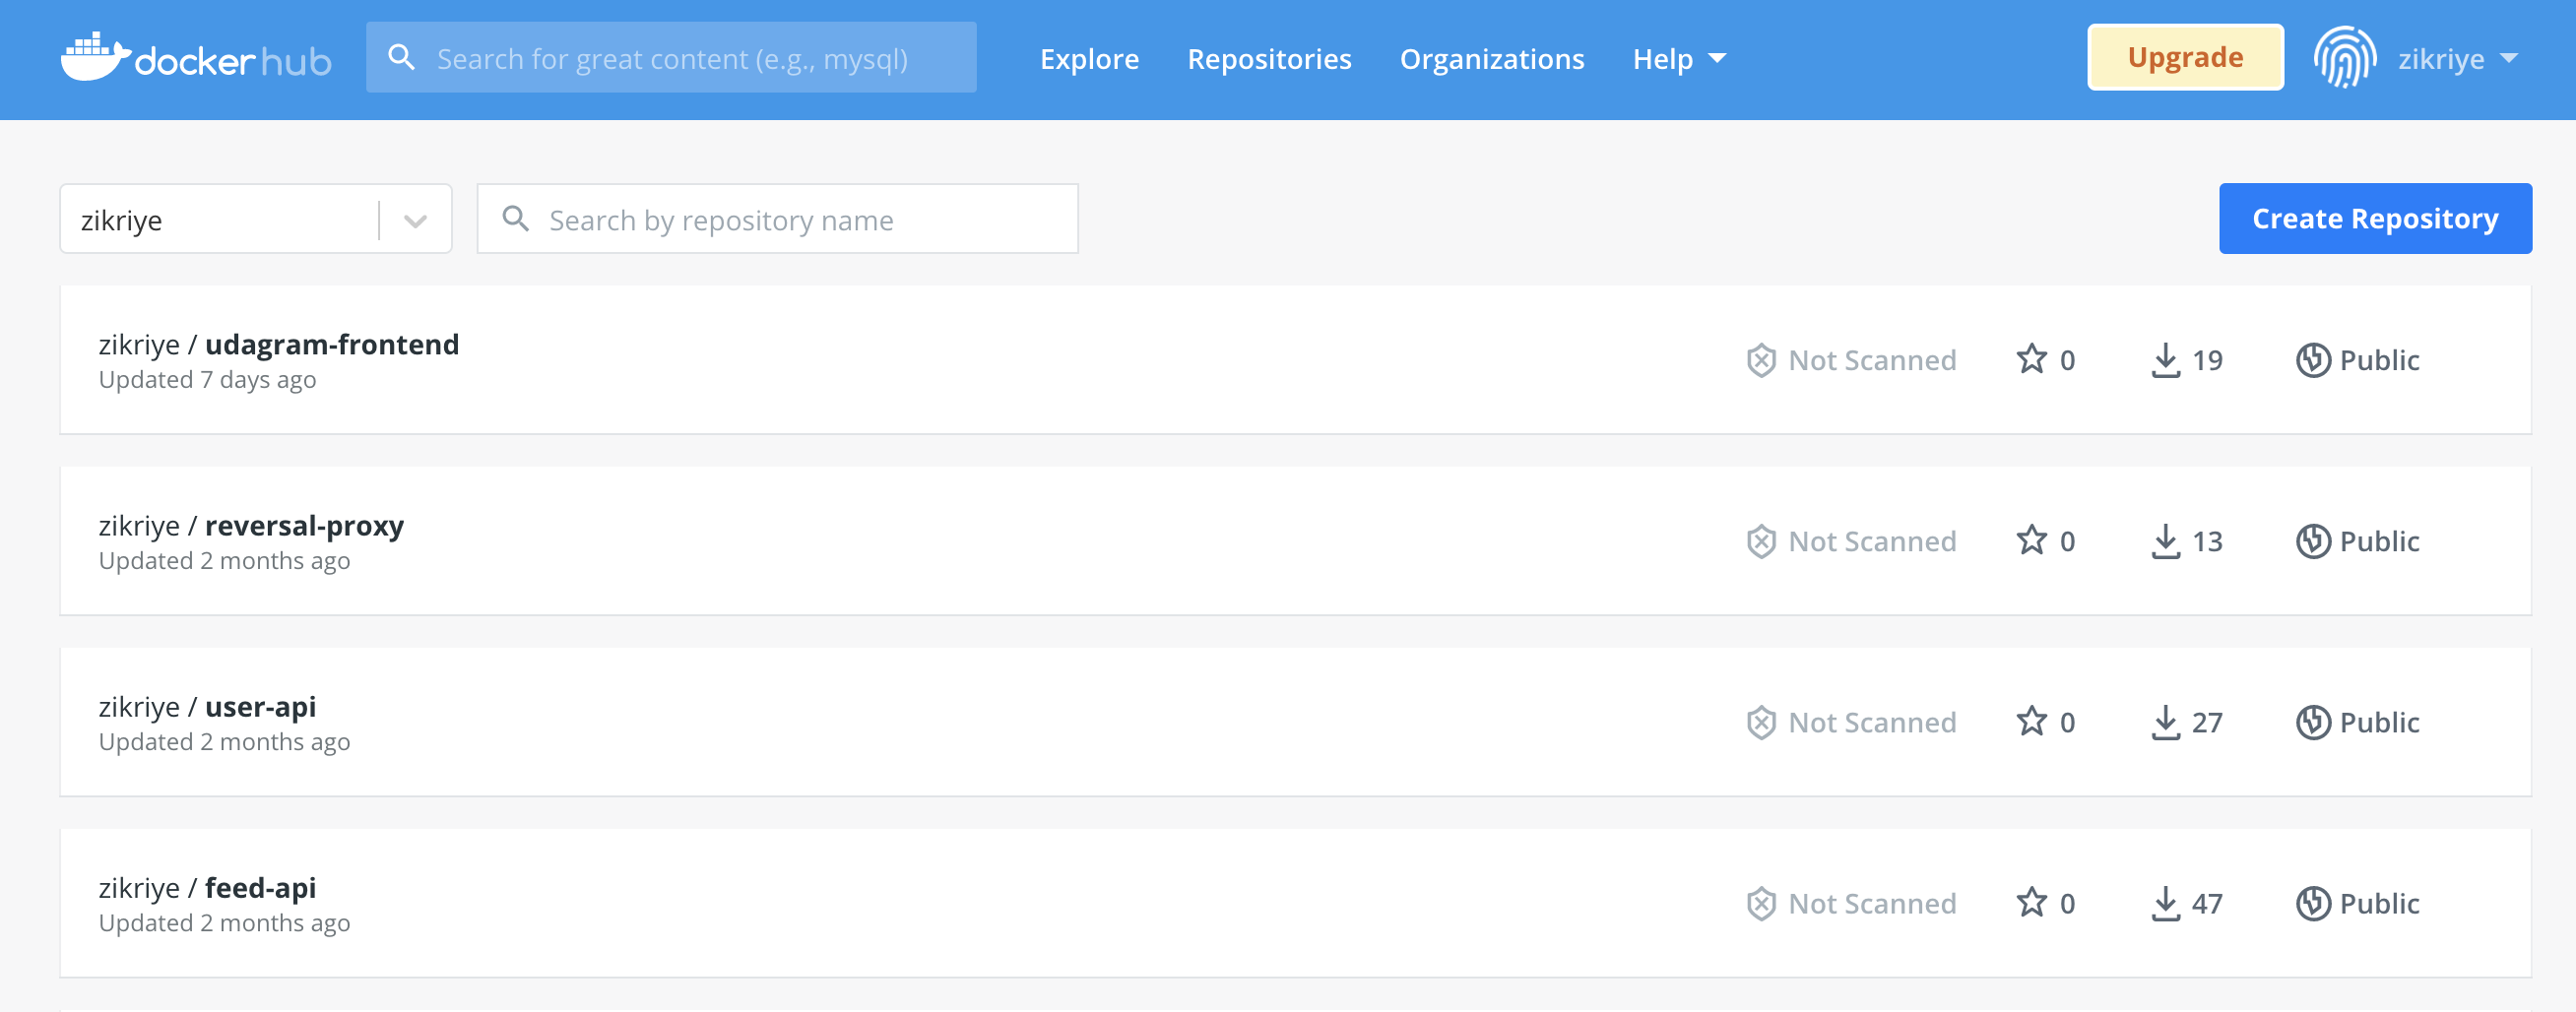 docker hub Search for great content (e.g., mysql) Explore Repositories Organizations Help Upgrade zikriye
zikriye Search by repository name Create Repository
zikriye / udagram-frontend Not Scanned 0 19 Public
Updated 7 days ago
zikriye / reversal-proxy Not Scanned 0 13 Public
Updated 2 months ago
zikriye / user-api Not Scanned 0 27 Public
Updated 2 months ago
zikriye / feed-api Not Scanned 0 47 Public
Updated 2 months ago